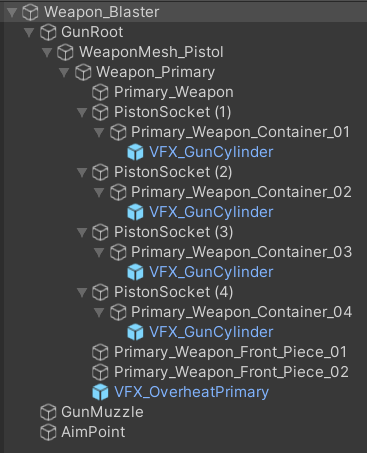 Weapon_Blaster
GunRoot
WeaponMesh_Pistol
Weapon_Primary
Primary_Weapon
PistonSocket (1)
Primary_Weapon_Container_01
VFX_GunCylinder
PistonSocket (2)
Primary_Weapon_Container_02
VFX_GunCylinder
PistonSocket (3)
Primary_Weapon_Container_03
VFX_GunCylinder
PistonSocket (4)
Primary_Weapon_Container_04
VFX_GunCylinder
Primary_Weapon_Front_Piece_01
Primary_Weapon_Front_Piece_02
VFX_OverheatPrimary
GunMuzzle
AimPoint